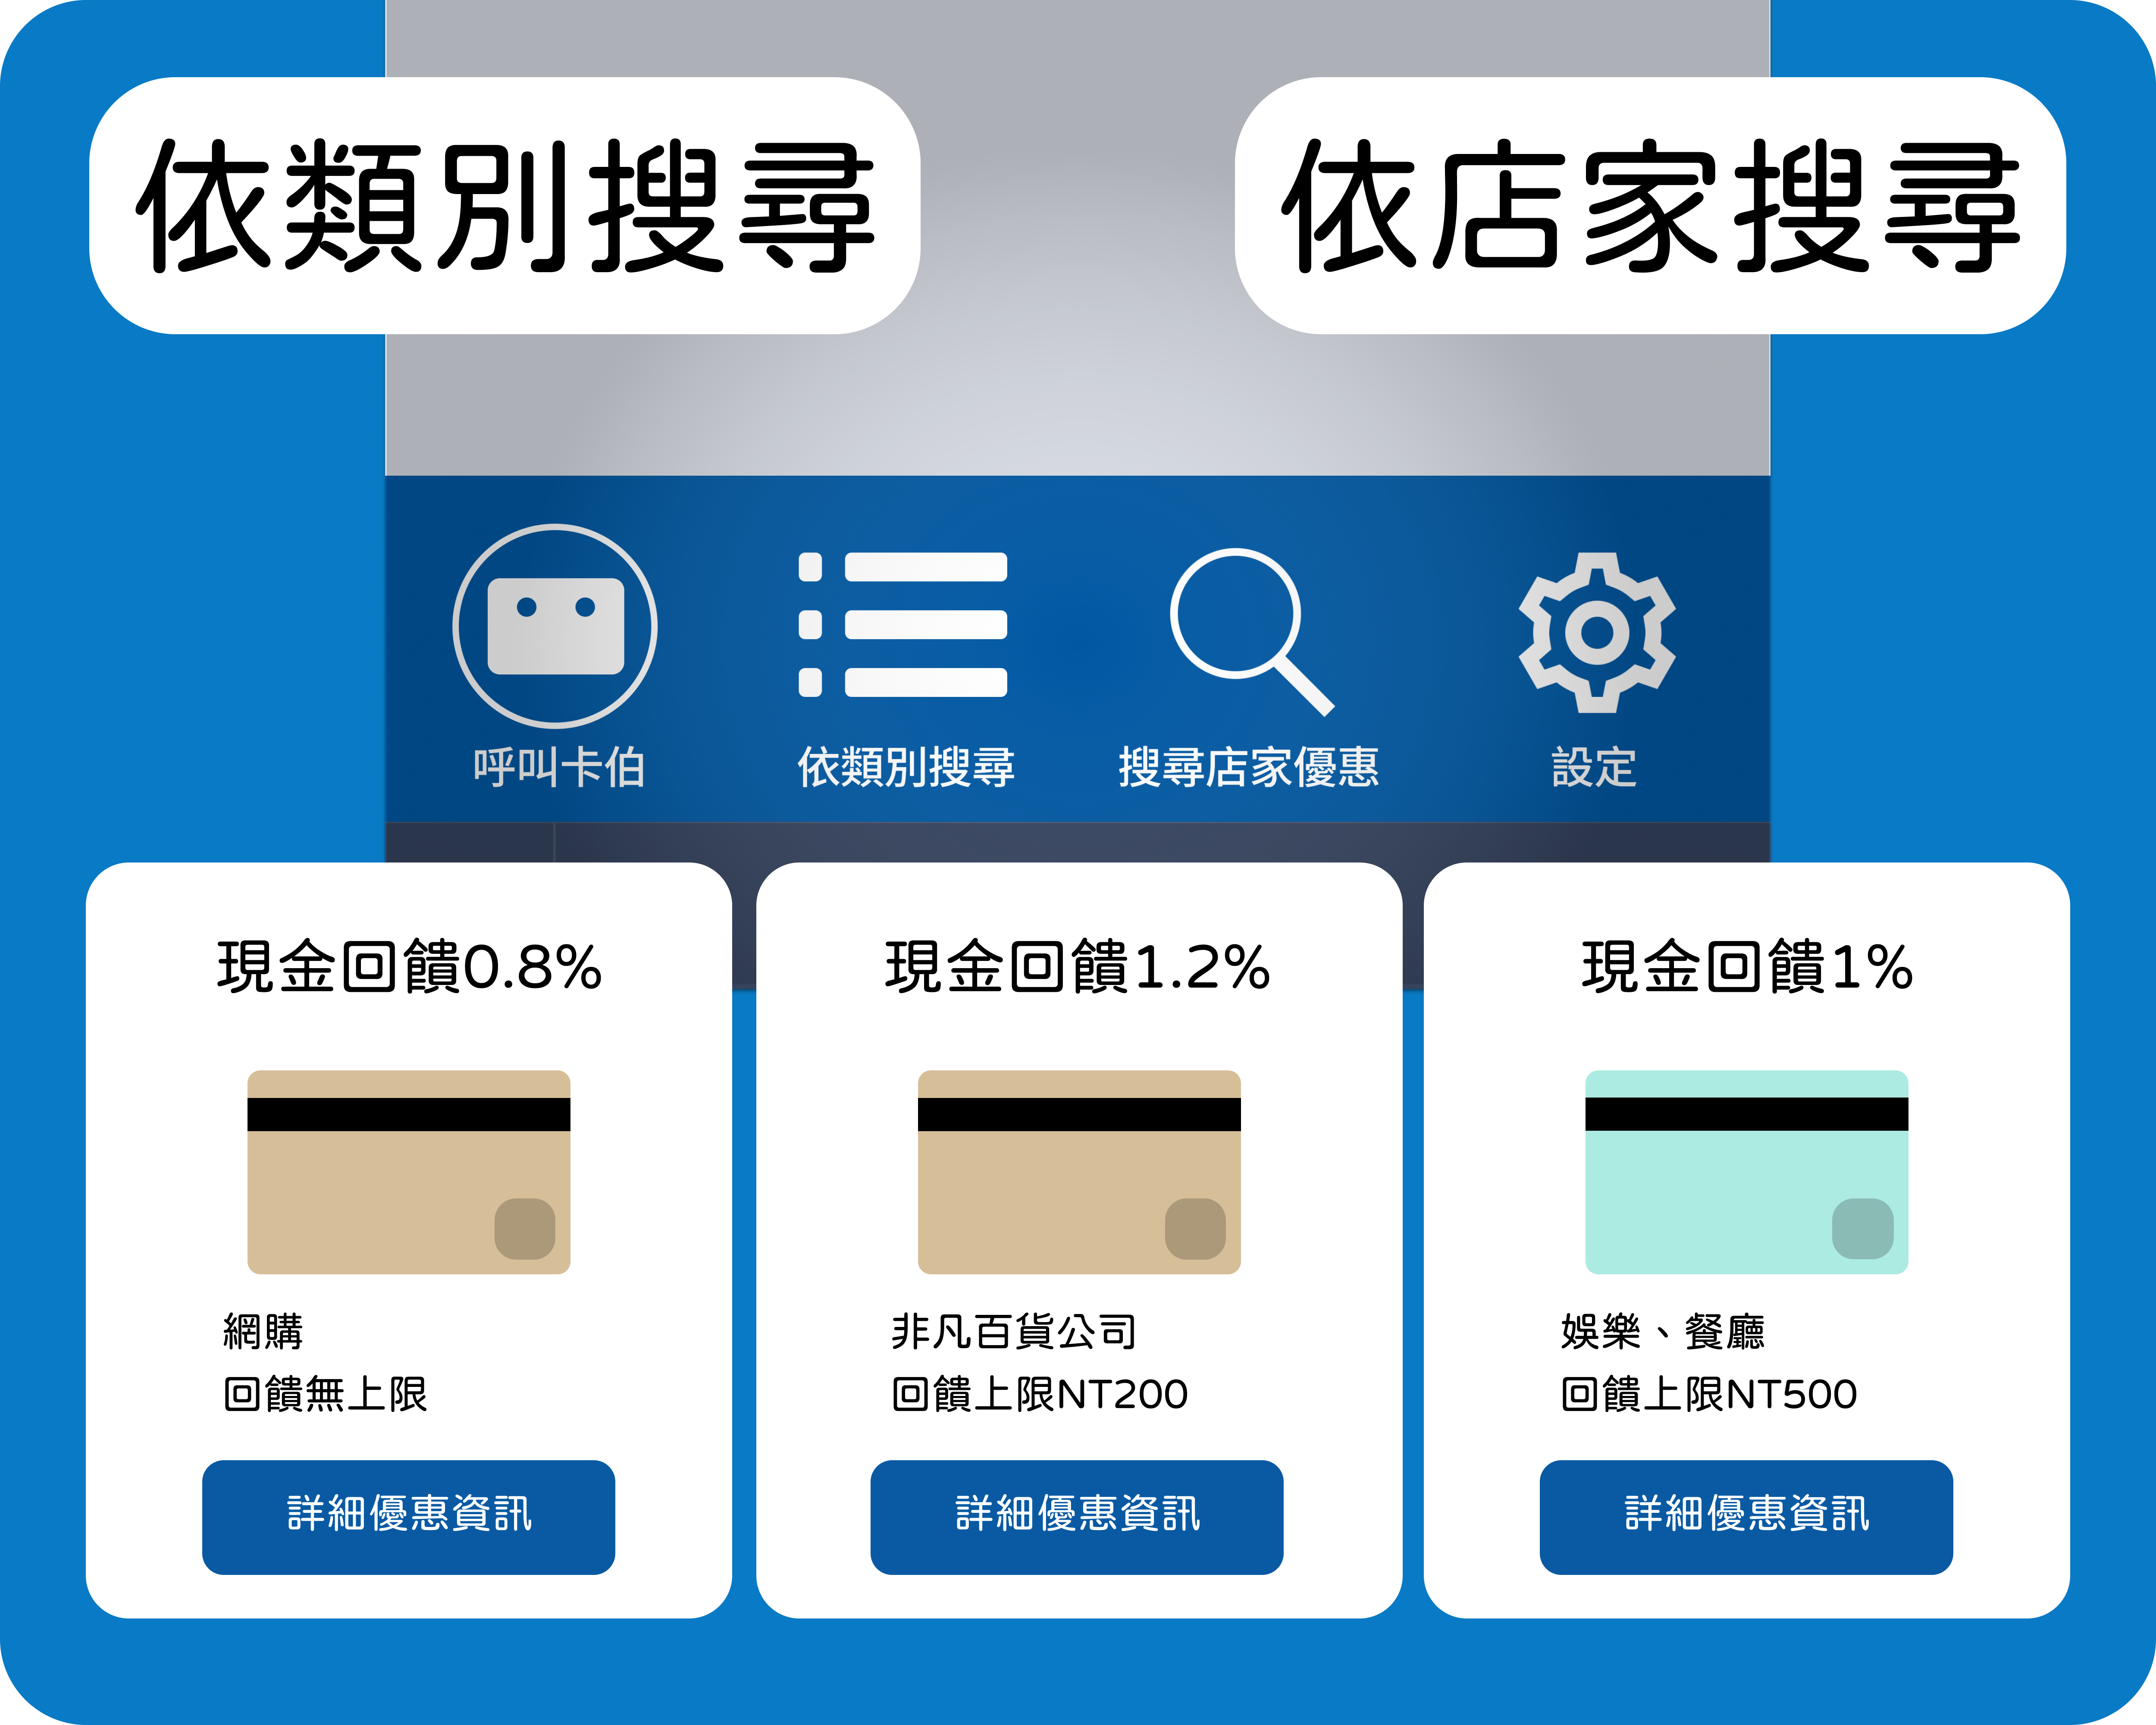 依類別搜尋
依店家搜尋
呼叫卡伯
依類別搜尋
搜尋店家優惠
設定
現金回饋0.8%
網購
回饋無上限
詳細優惠資訊
現金回饋1.2%
非凡百貨公司
回饋上限NT200
詳細優惠資訊
現金回饋1%
娛樂、餐廳
回饋上限NT500
詳細優惠資訊